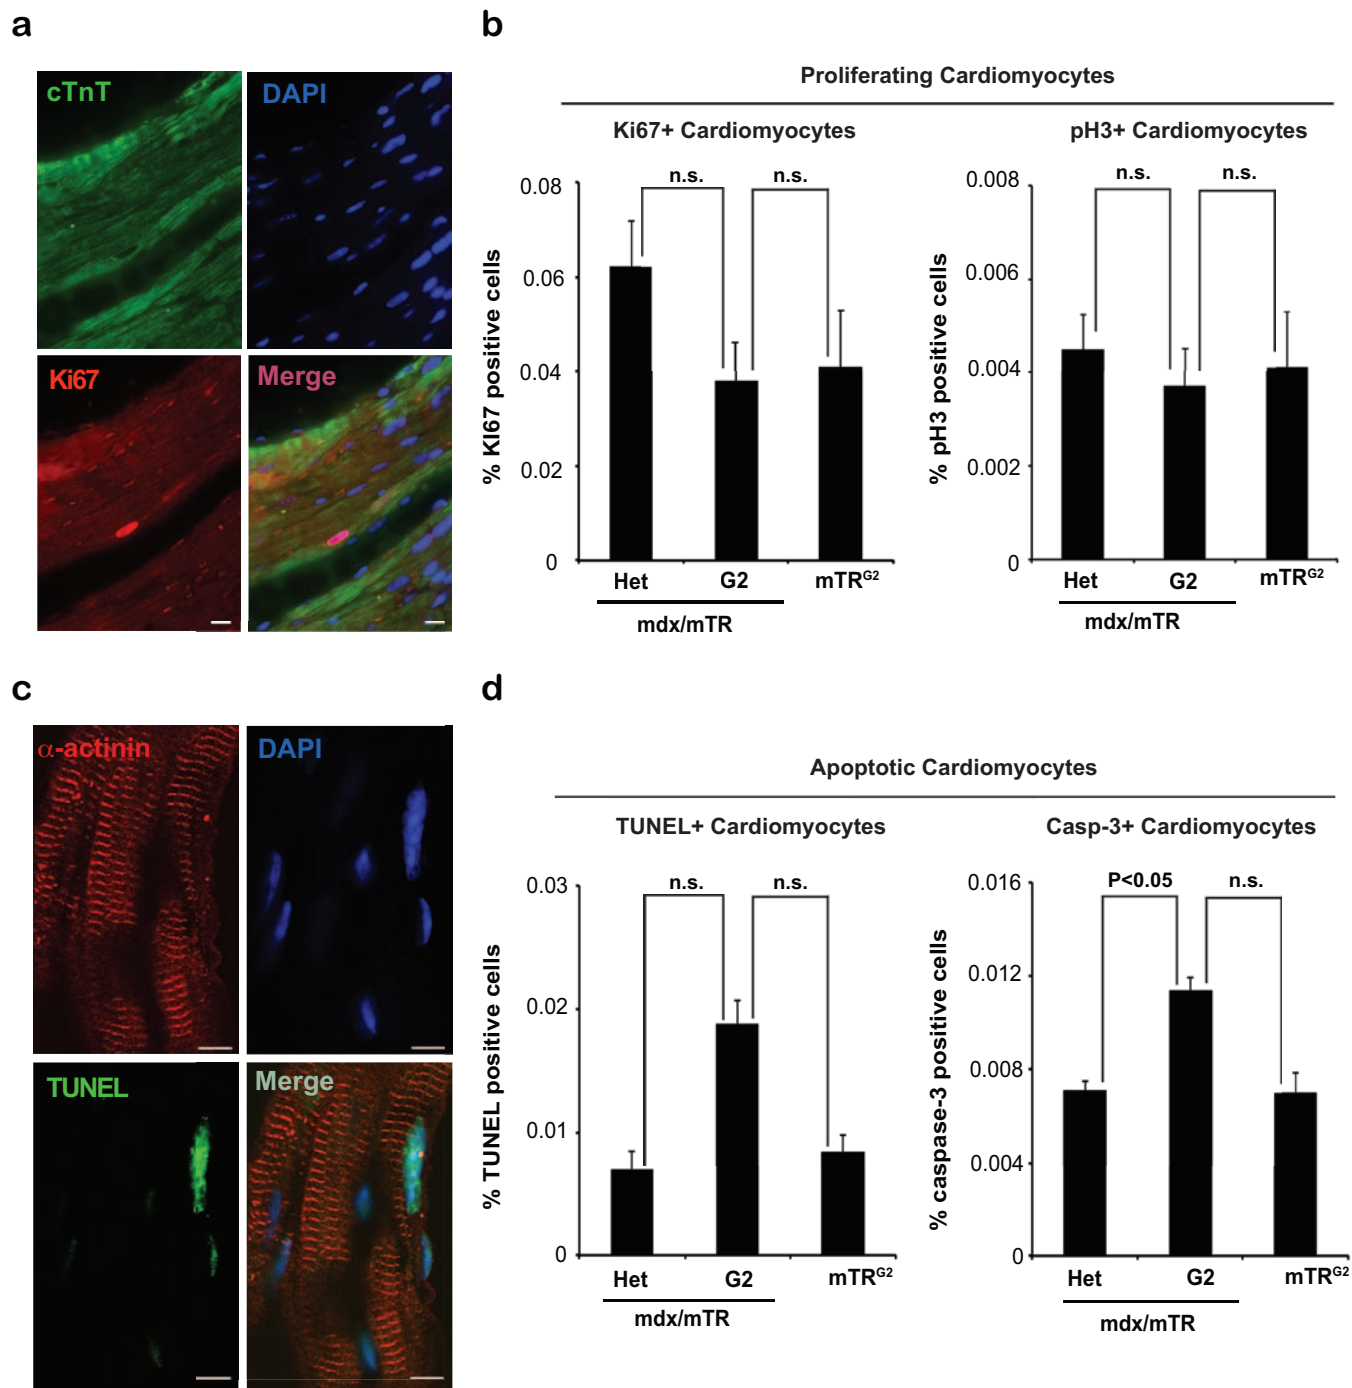 a
cTnT
DAPI
Ki67
Merge
b
Proliferating Cardiomyocytes
Ki67+ Cardiomyocytes
% KI67 positive cells
0.08
0.06
0.04
0.02
0
n.s.
n.s.
Het
G2
mTR^G2
mdx/mTR
pH3+ Cardiomyocytes
% pH3 positive cells
0.008
0.006
0.004
0.002
0
n.s.
n.s.
Het
G2
mTR^G2
mdx/mTR
c
α-actinin
DAPI
TUNEL
Merge
d
Apoptotic Cardiomyocytes
TUNEL+ Cardiomyocytes
% TUNEL positive cells
0.03
0.02
0.01
0
n.s.
n.s.
Het
G2
mTR^G2
mdx/mTR
Casp-3+ Cardiomyocytes
% caspase-3 positive cells
0.016
0.012
0.008
0.004
0
P<0.05
n.s.
Het
G2
mTR^G2
mdx/mTR